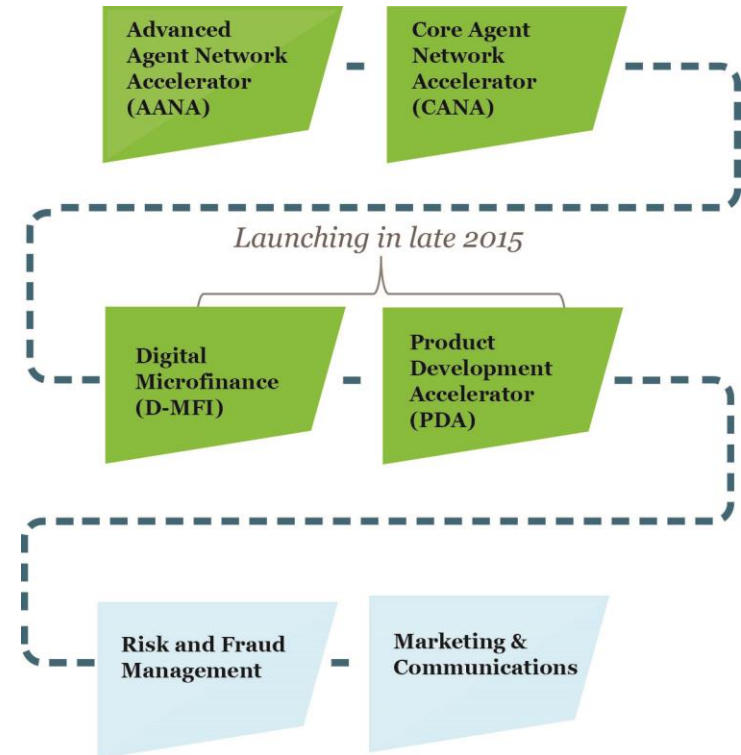 Advanced
Agent Network
Accelerator
(AANA)
Core Agent
Network
Accelerator
(CANA)
Launching in late 2015
Digital
Microfinance
(D-MFI)
Product
Development
Accelerator
(PDA)
Risk and Fraud
Management
Marketing &
Communications